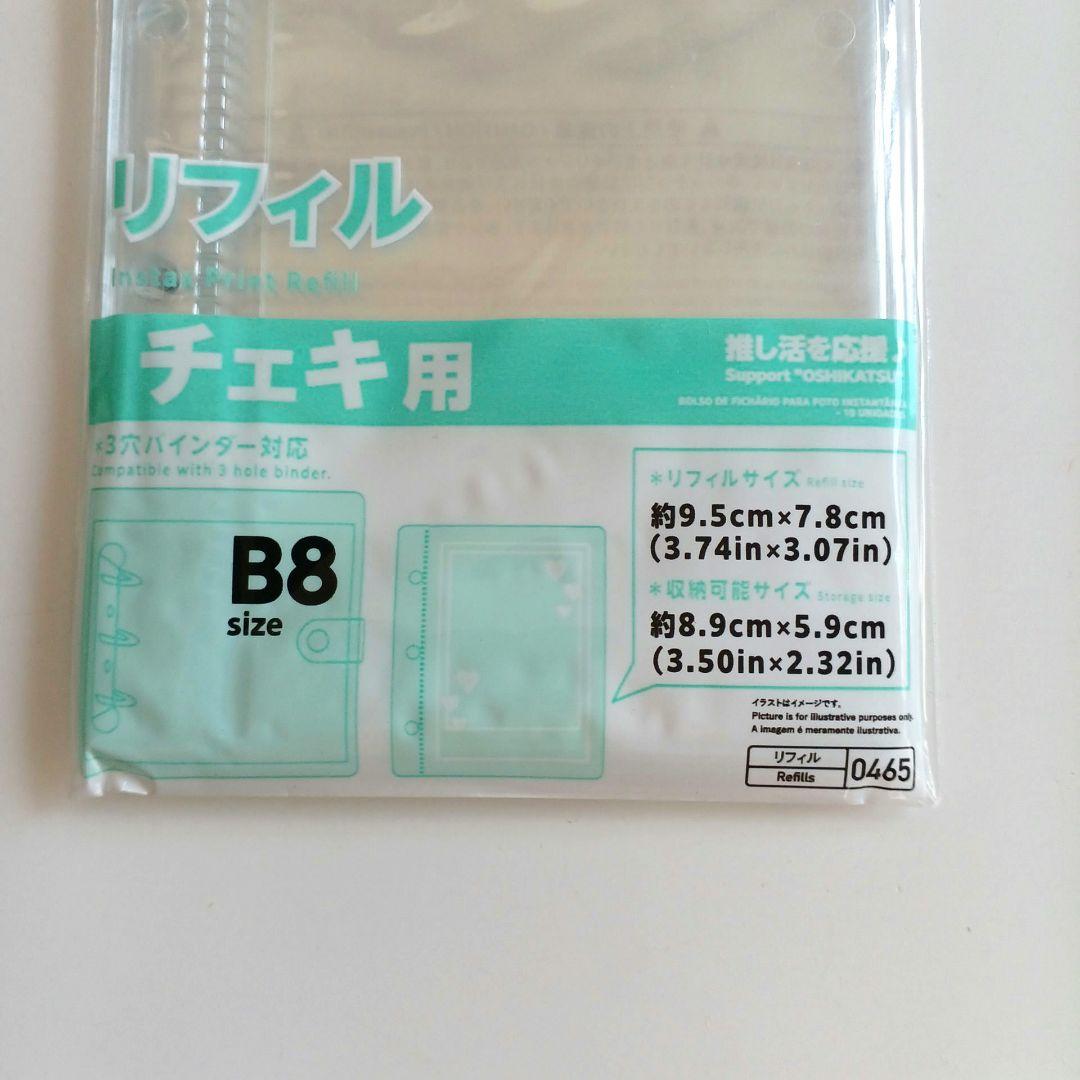 リフィル
Instax Print Refill
チェキ用
推し活を応援♪
Support "OSHIKATSU"
BOLSO DE FICHÁRIO PARA FOTO INSTANTÂNEA
- 10 UNIDADES
*3穴バインダー対応
Compatible with 3 hole binder.
B8
size
*リフィルサイズ Refill size
約9.5cm×7.8cm
(3.74in×3.07in)
*収納可能サイズ Storage size
約8.9cm×5.9cm
(3.50in×2.32in)
イラストはイメージです。
Picture is for illustrative purposes only.
A imagem é meramente ilustrativa.
リフィル
Refills
0465